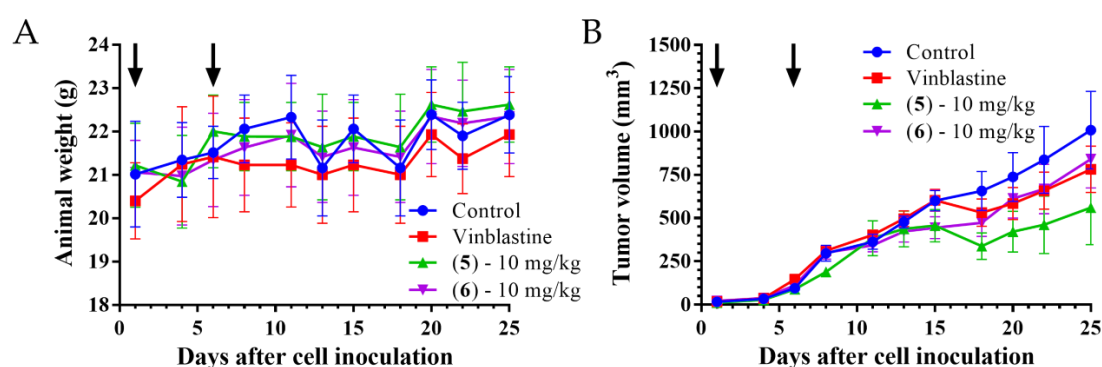 A
Animal weight (g)
24
23
22
21
20
19
18
0
5
10
15
20
25
Days after cell inoculation
Control
Vinblastine
(5) - 10 mg/kg
(6) - 10 mg/kg
B
Tumor volume (mm³)
1500
1250
1000
750
500
250
0
0
5
10
15
20
25
Days after cell inoculation
Control
Vinblastine
(5) - 10 mg/kg
(6) - 10 mg/kg